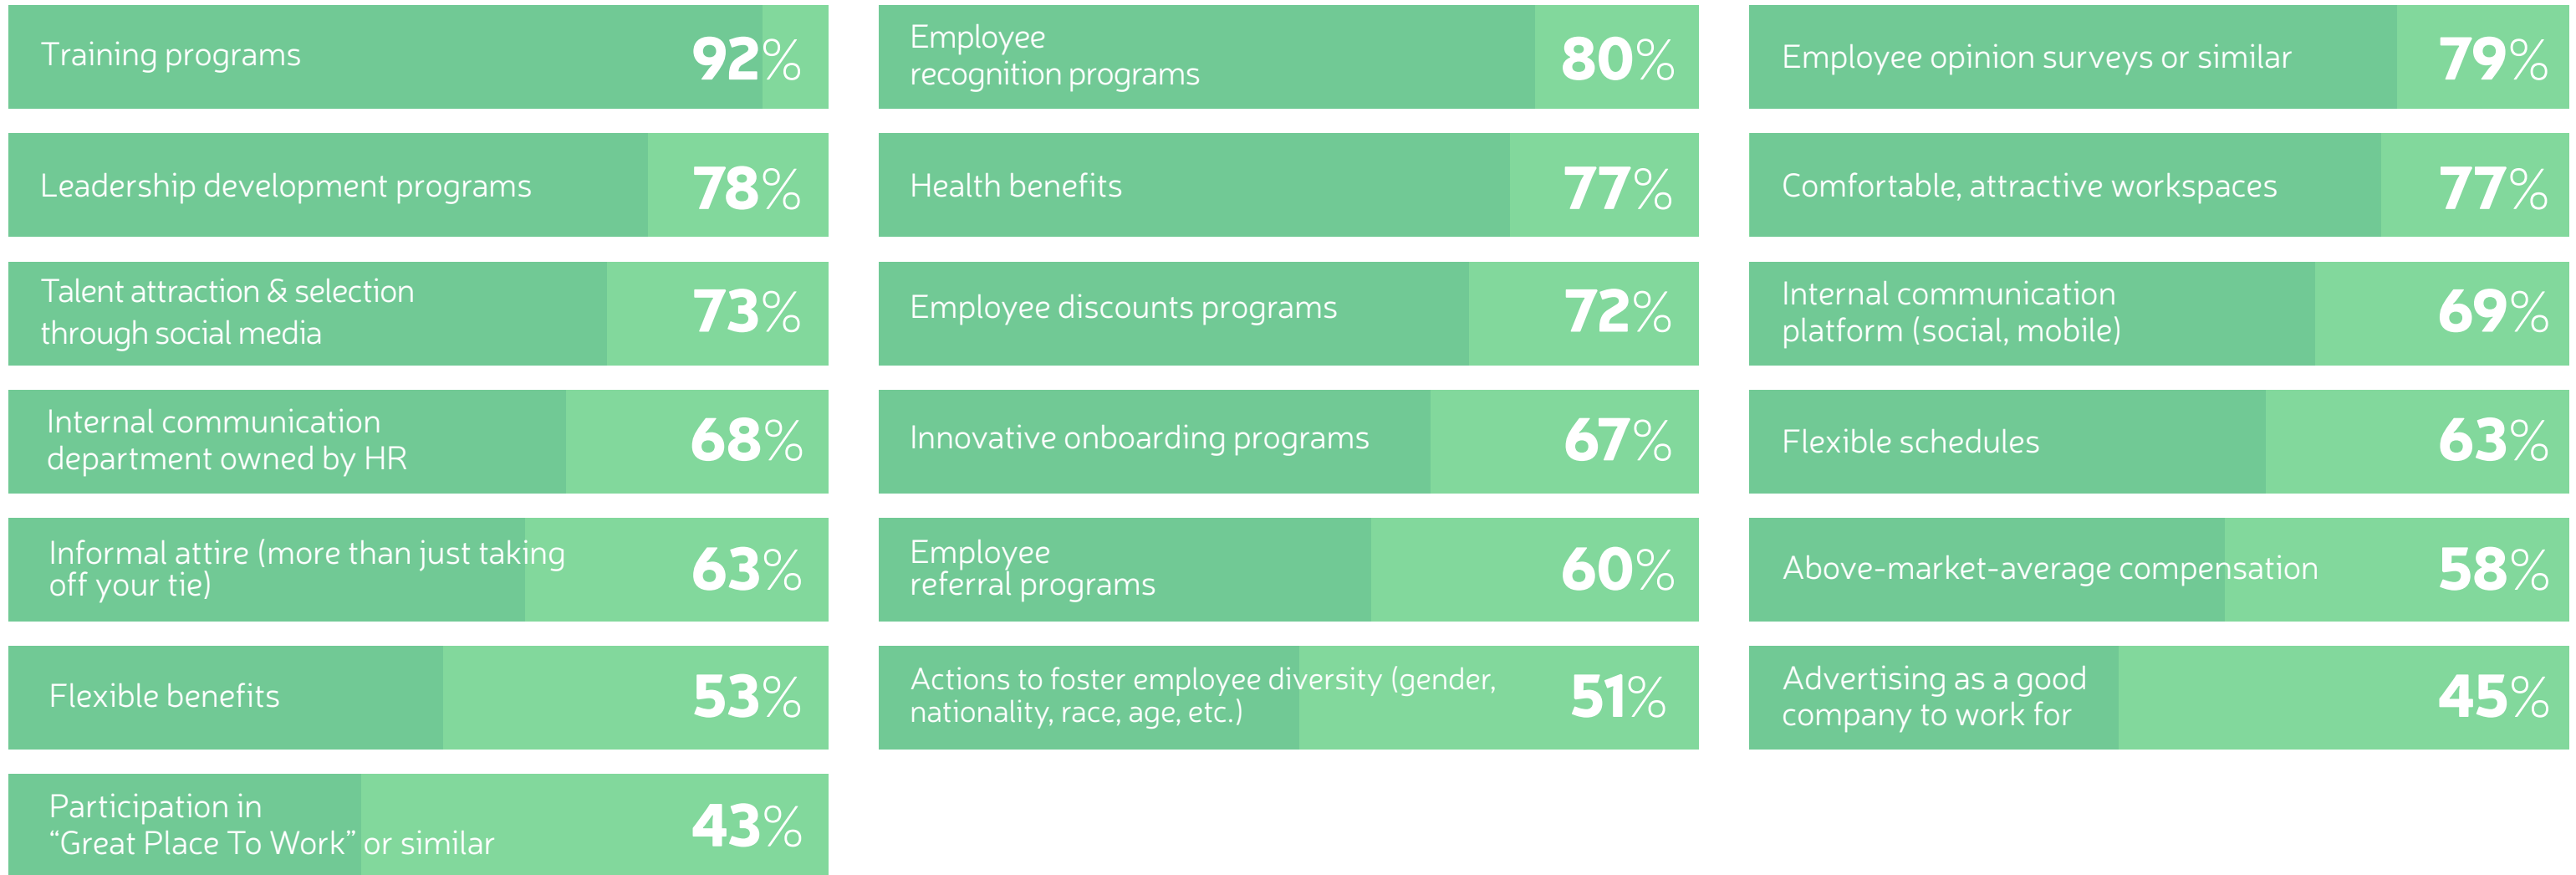 Training programs
92%
Employee
recognition programs
80%
Employee opinion surveys or similar
79%
Leadership development programs
78%
Health benefits
77%
Comfortable, attractive workspaces
77%
Talent attraction & selection
through social media
73%
Employee discounts programs
72%
Internal communication
platform (social, mobile)
69%
Internal communication
department owned by HR
68%
Innovative onboarding programs
67%
Flexible schedules
63%
Informal attire (more than just taking
off your tie)
63%
Employee
referral programs
60%
Above-market-average compensation
58%
Flexible benefits
53%
Actions to foster employee diversity (gender,
nationality, race, age, etc.)
51%
Advertising as a good
company to work for
45%
Participation in
“Great Place To Work” or similar
43%